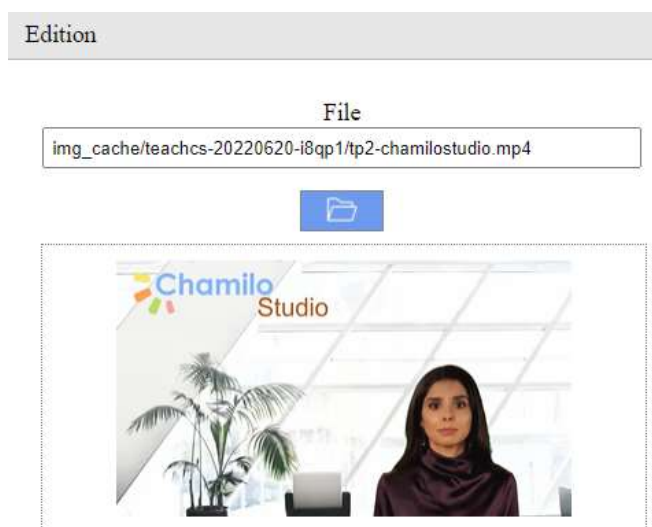 Edition
File
img_cache/teachcs-20220620-i8qp1/tp2-chamilostudio.mp4
Chamilo
Studio